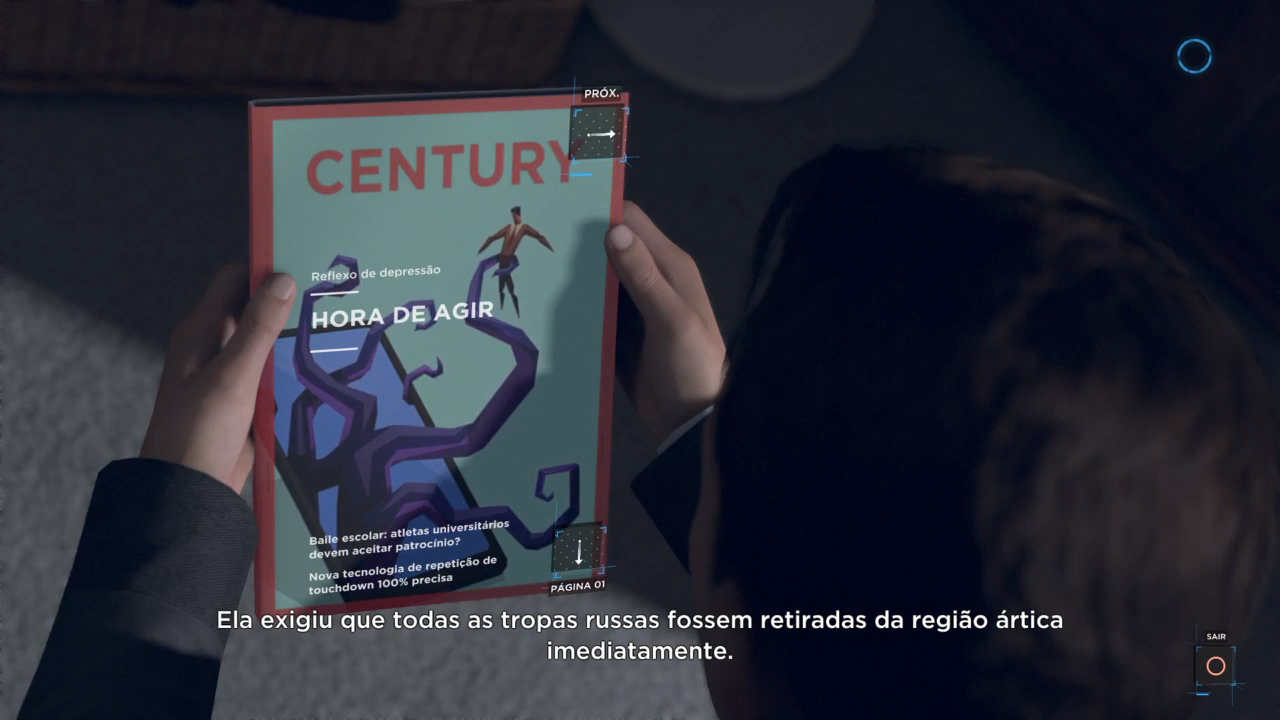 PRÓX.
CENTURY
Reflexo de depressão
HORA DE AGIR
Baile escolar: atletas universitários
devem aceitar patrocínio?
Nova tecnologia de repetição de
touchdown 100% precisa
PÁGINA 01
Ela exigiu que todas as tropas russas fossem retiradas da região ártica
imediatamente.
SAIR